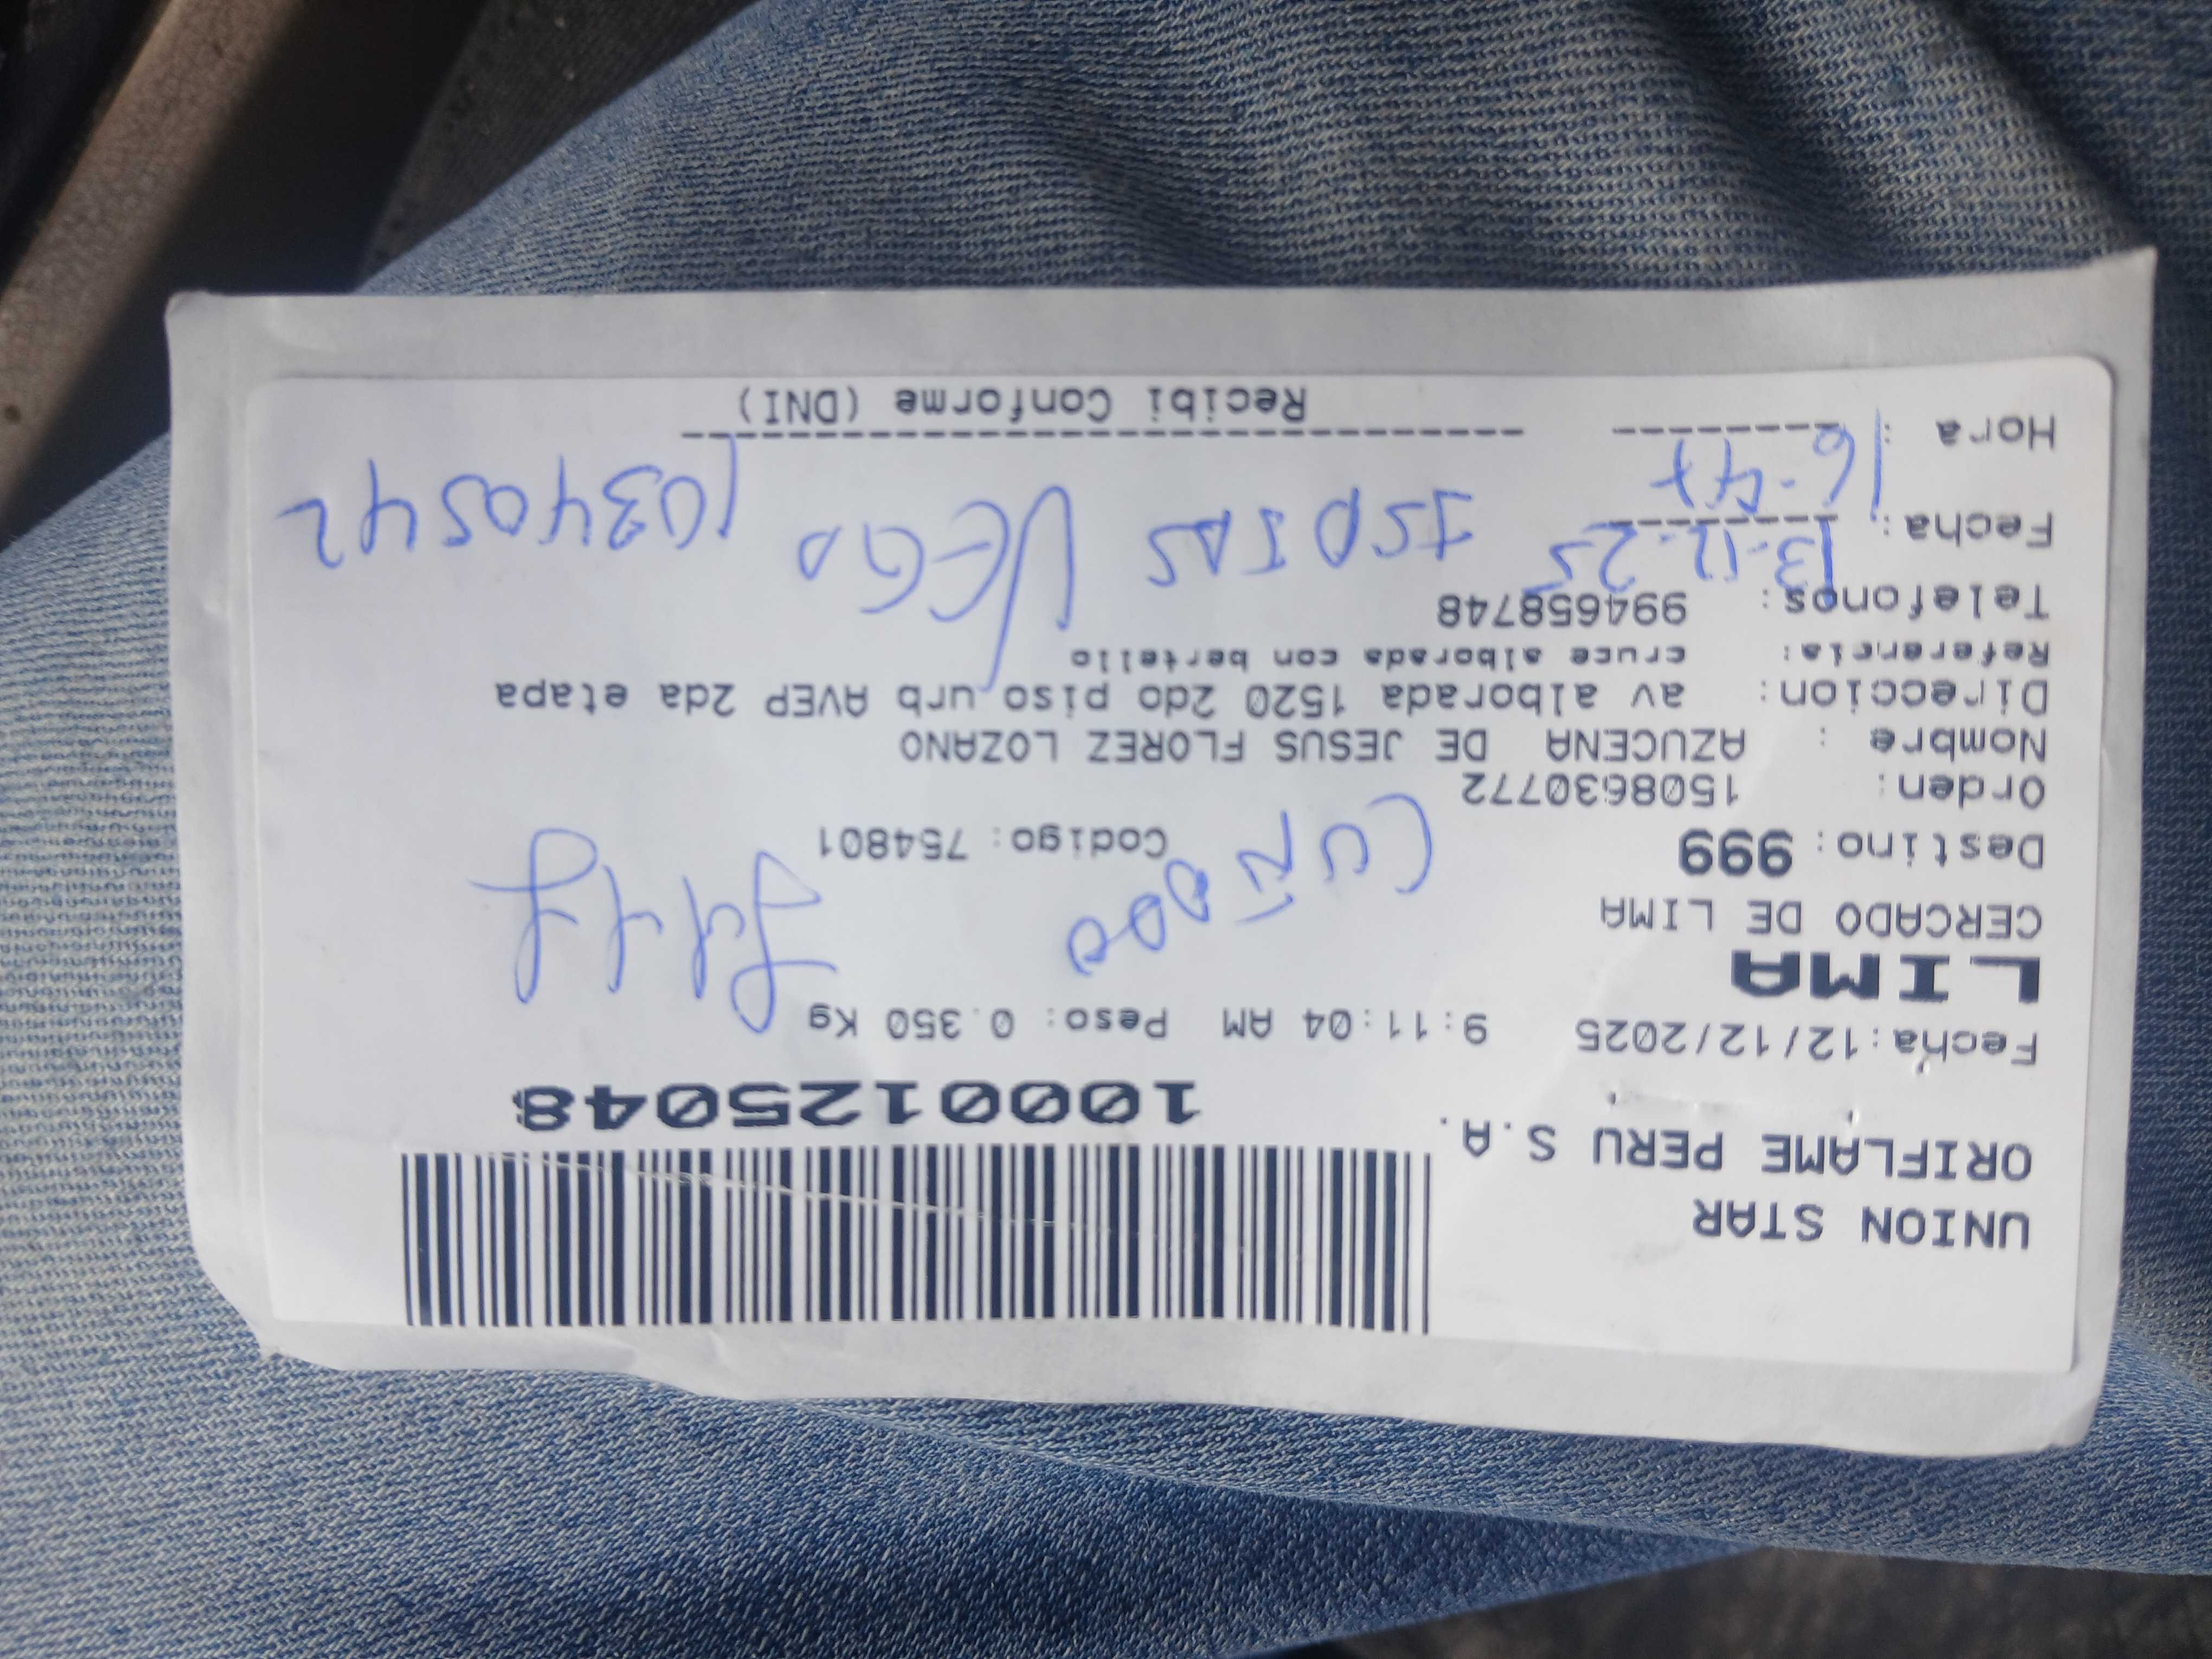 UNION STAR
ORIFLAME PERU S.A.
1000125048
Fecha:12/12/2025 9:11:04 AM Peso: 0.350 Kg
LIMA
CERCADO DE LIMA
Destino: 999 Codigo: 754801
CUÑADO
Orden: 1508630772
Nombre : AZUCENA DE JESUS FLOREZ LOZANO
Direccion: av alborada 1520 2do piso urb AVEP 2da etapa
Referencia: cruce alborada con bertello
Telefonos: 994658748
Fecha: 13-12-25 ISAIAS VEGA 10340542
Hora : 16-47
Recibi Conforme (DNI)